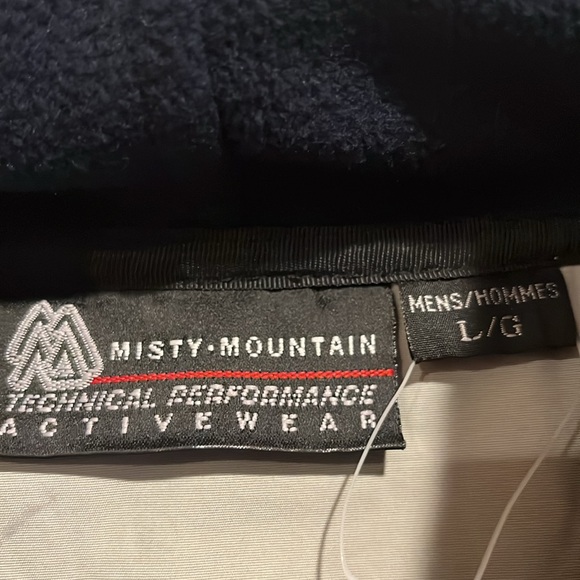 MISTY·MOUNTAIN
TECHNICAL PERFORMANCE
ACTIVEWEAR
MENS/HOMMES
L/G